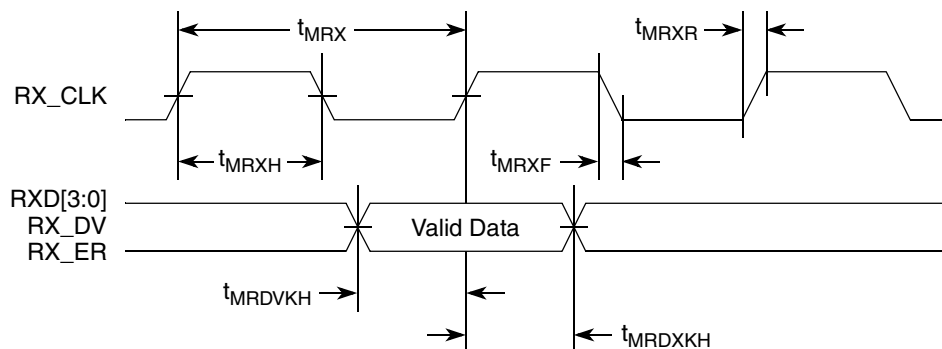 tMRX
tMRXR
RX_CLK
tMRXH
tMRXF
RXD[3:0]
RX_DV
RX_ER
Valid Data
tMRDVKH
tMRDXKH